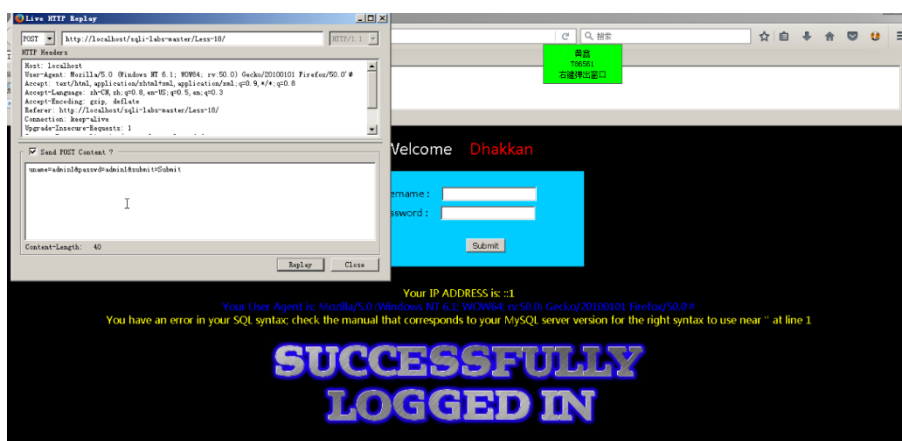 Live HTTP Replay
POST http://localhost/sqli-labs-master/Less-18/ HTTP/1.1
HTTP Headers
Host: localhost
User-Agent: Mozilla/5.0 (Windows NT 6.1; WOW64; rv:50.0) Gecko/20100101 Firefox/50.0'#
Accept: text/html,application/xhtml+xml,application/xml;q=0.9,*/*;q=0.8
Accept-Language: zh-CN,zh;q=0.8,en-US;q=0.5,en;q=0.3
Accept-Encoding: gzip, deflate
Referer: http://localhost/sqli-labs-master/Less-18/
Connection: keep-alive
Upgrade-Insecure-Requests: 1
Send POST Content ?
uname=admin1&passwd=admin1&submit=Submit
Content-Length: 40
Replay Close
搜索
706561
右键弹出窗口
Welcome Dhakkan
ername :
ssword :
Submit
Your IP ADDRESS is: ::1
Your User Agent is: Mozilla/5.0 (Windows NT 6.1; WOW64; rv:50.0) Gecko/20100101 Firefox/50.0'#
You have an error in your SQL syntax; check the manual that corresponds to your MySQL server version for the right syntax to use near '' at line 1
SUCCESSFULLY
LOGGED IN